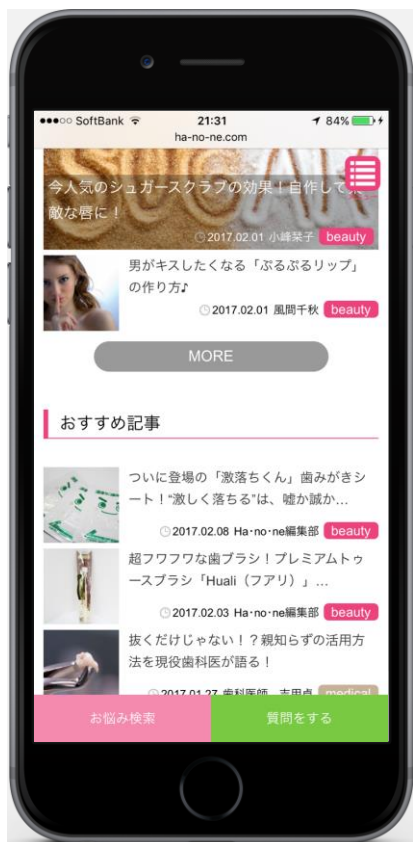 SoftBank 21:31 84%
ha-no-ne.com
SUGAR
今人気のシュガースクラブの効果！自作して
敵な唇に！
2017.02.01 小峰栞子 beauty
男がキスしたくなる「ぷるぷるリップ」
の作り方♪
2017.02.01 風間千秋 beauty
MORE
おすすめ記事
ついに登場の「激落ちくん」歯みがきシ
ート！“激しく落ちる”は、嘘か誠か…
2017.02.08 Ha･no･ne編集部 beauty
超フワフワな歯ブラシ！プレミアムトゥ
ースブラシ「Huali（フアリ）」…
2017.02.03 Ha･no･ne編集部 beauty
抜くだけじゃない！？親知らずの活用方
法を現役歯科医が語る！
2017.01.27 歯科医師 medical
お悩み検索 質問をする